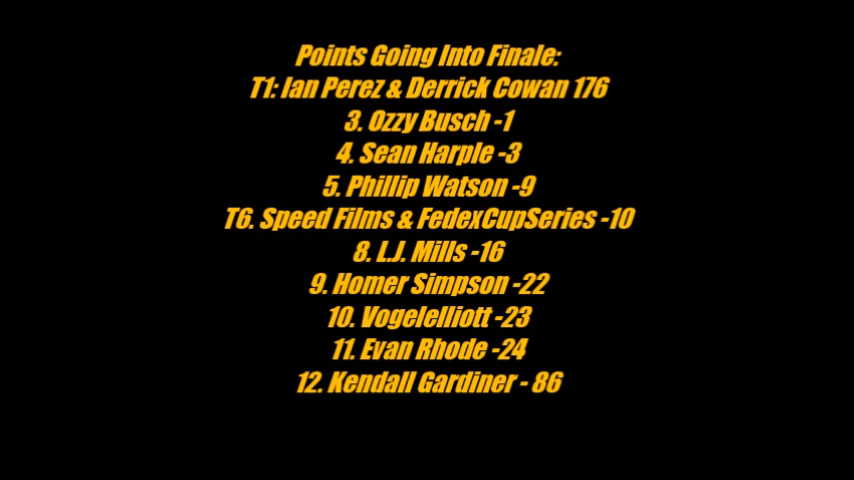 Points Going Into Finale:
T1: Ian Perez & Derrick Cowan 176
3. Ozzy Busch -1
4. Sean Harple -3
5. Phillip Watson -9
T6. Speed Films & FedexCupSeries -10
8. L.J. Mills -16
9. Homer Simpson -22
10. Vogelelliott -23
11. Evan Rhode -24
12. Kendall Gardiner - 86